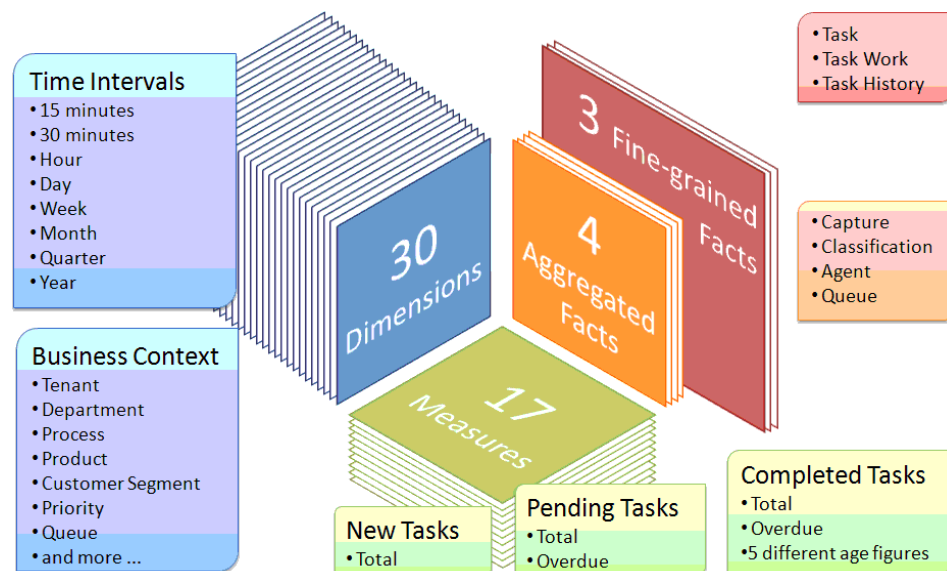 Time Intervals
• 15 minutes
• 30 minutes
• Hour
• Day
• Week
• Month
• Quarter
• Year
Business Context
• Tenant
• Department
• Process
• Product
• Customer Segment
• Priority
• Queue
• and more ...
30
Dimensions
4
Aggregated
Facts
3 Fine-grained
Facts
17
Measures
• Task
• Task Work
• Task History
• Capture
• Classification
• Agent
• Queue
New Tasks
• Total
Pending Tasks
• Total
• Overdue
Completed Tasks
• Total
• Overdue
• 5 different age figures